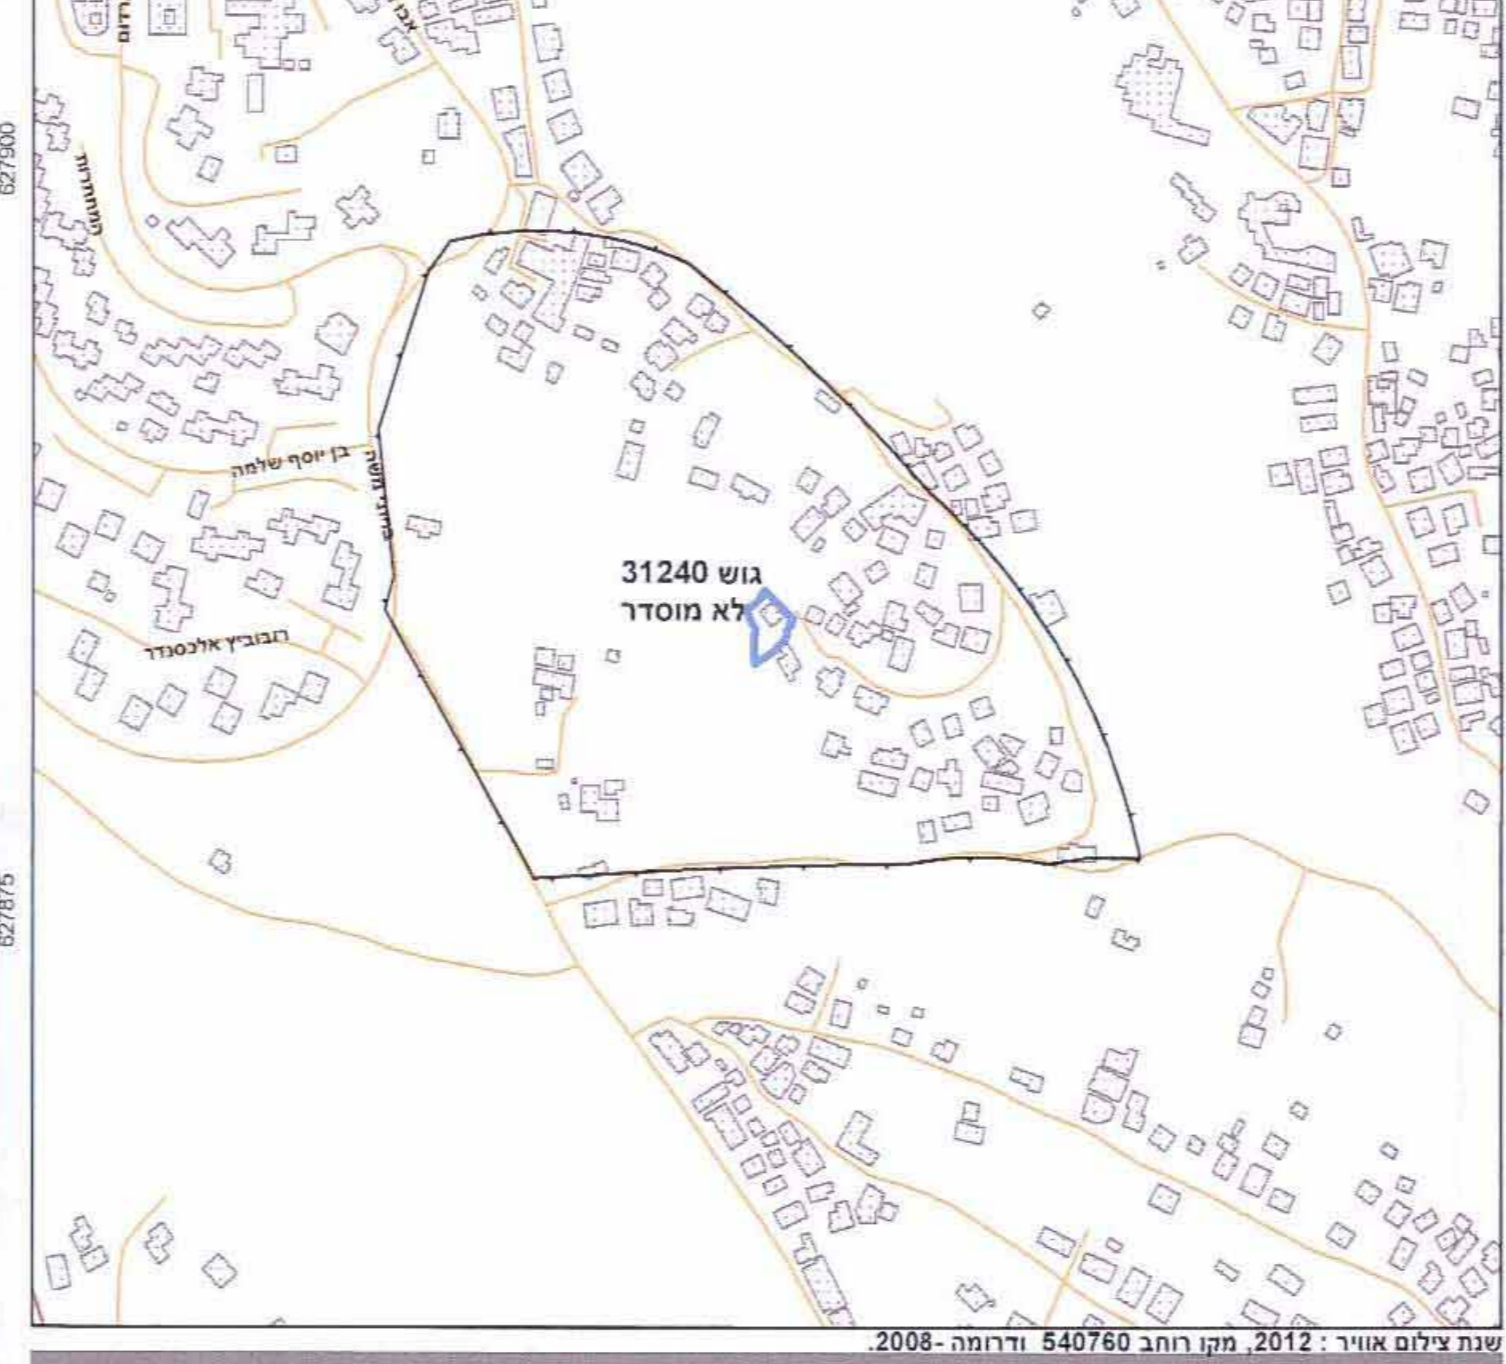 627900
בן יוסף שלמה
גוש 31240
לא מוסדר
רובוביץ אלכסנדר
627875
שנת צילום אוויר : 2012, מקו רוחב 540760 ודרומה -2008.